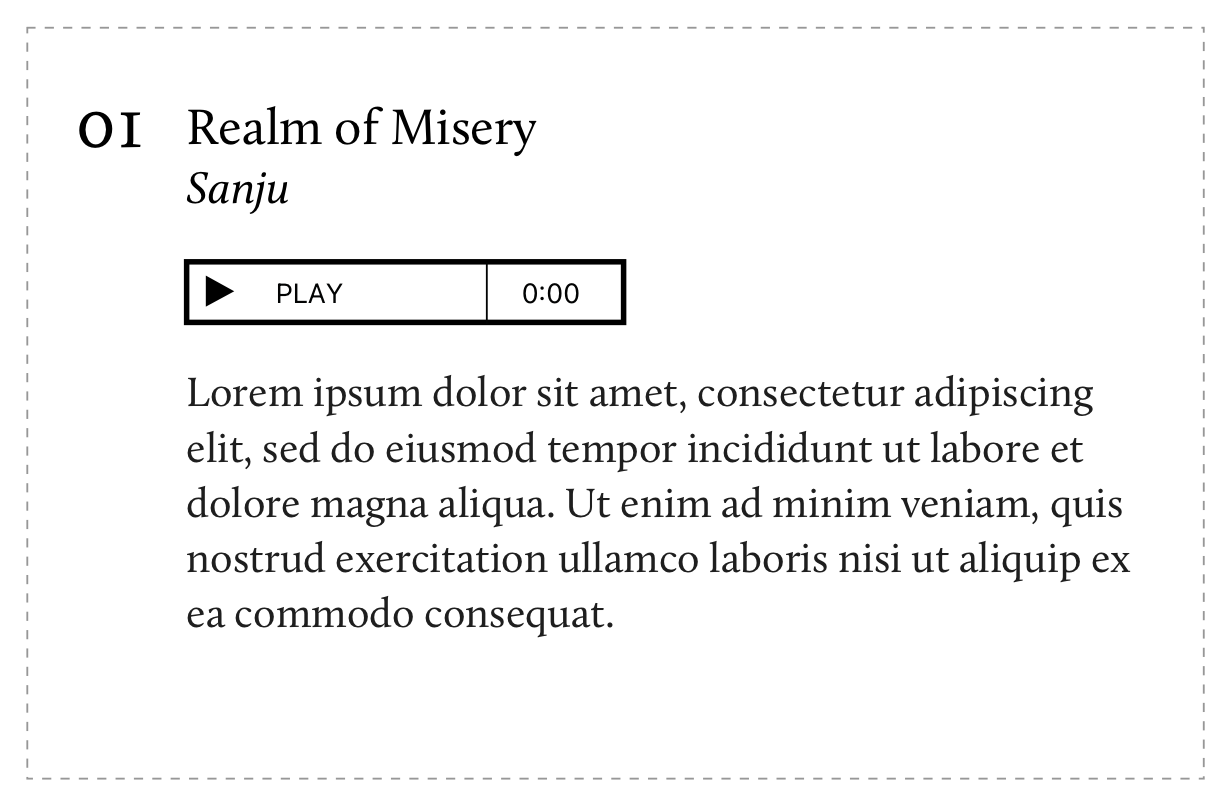 01 Realm of Misery
Sanju
PLAY 0:00
Lorem ipsum dolor sit amet, consectetur adipiscing
elit, sed do eiusmod tempor incididunt ut labore et
dolore magna aliqua. Ut enim ad minim veniam, quis
nostrud exercitation ullamco laboris nisi ut aliquip ex
ea commodo consequat.